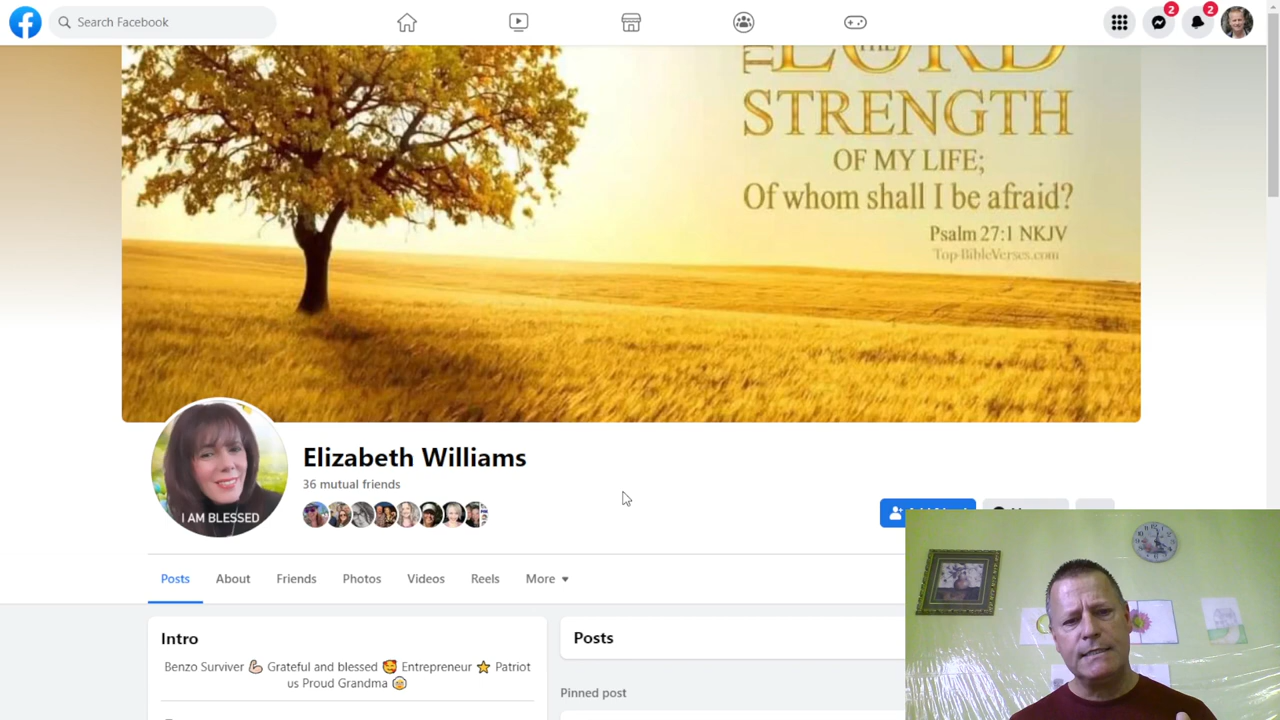 Search Facebook
2
2
THE
LORD
STRENGTH
OF MY LIFE;
Of whom shall I be afraid?
Psalm 27:1 NKJV
Top-BibleVerses.com
I AM BLESSED
Elizabeth Williams
36 mutual friends
Posts About Friends Photos Videos Reels More
Intro
Benzo Surviver 💪 Grateful and blessed 🥰 Entrepreneur ⭐ Patriot
us Proud Grandma 👵
Posts
Pinned post